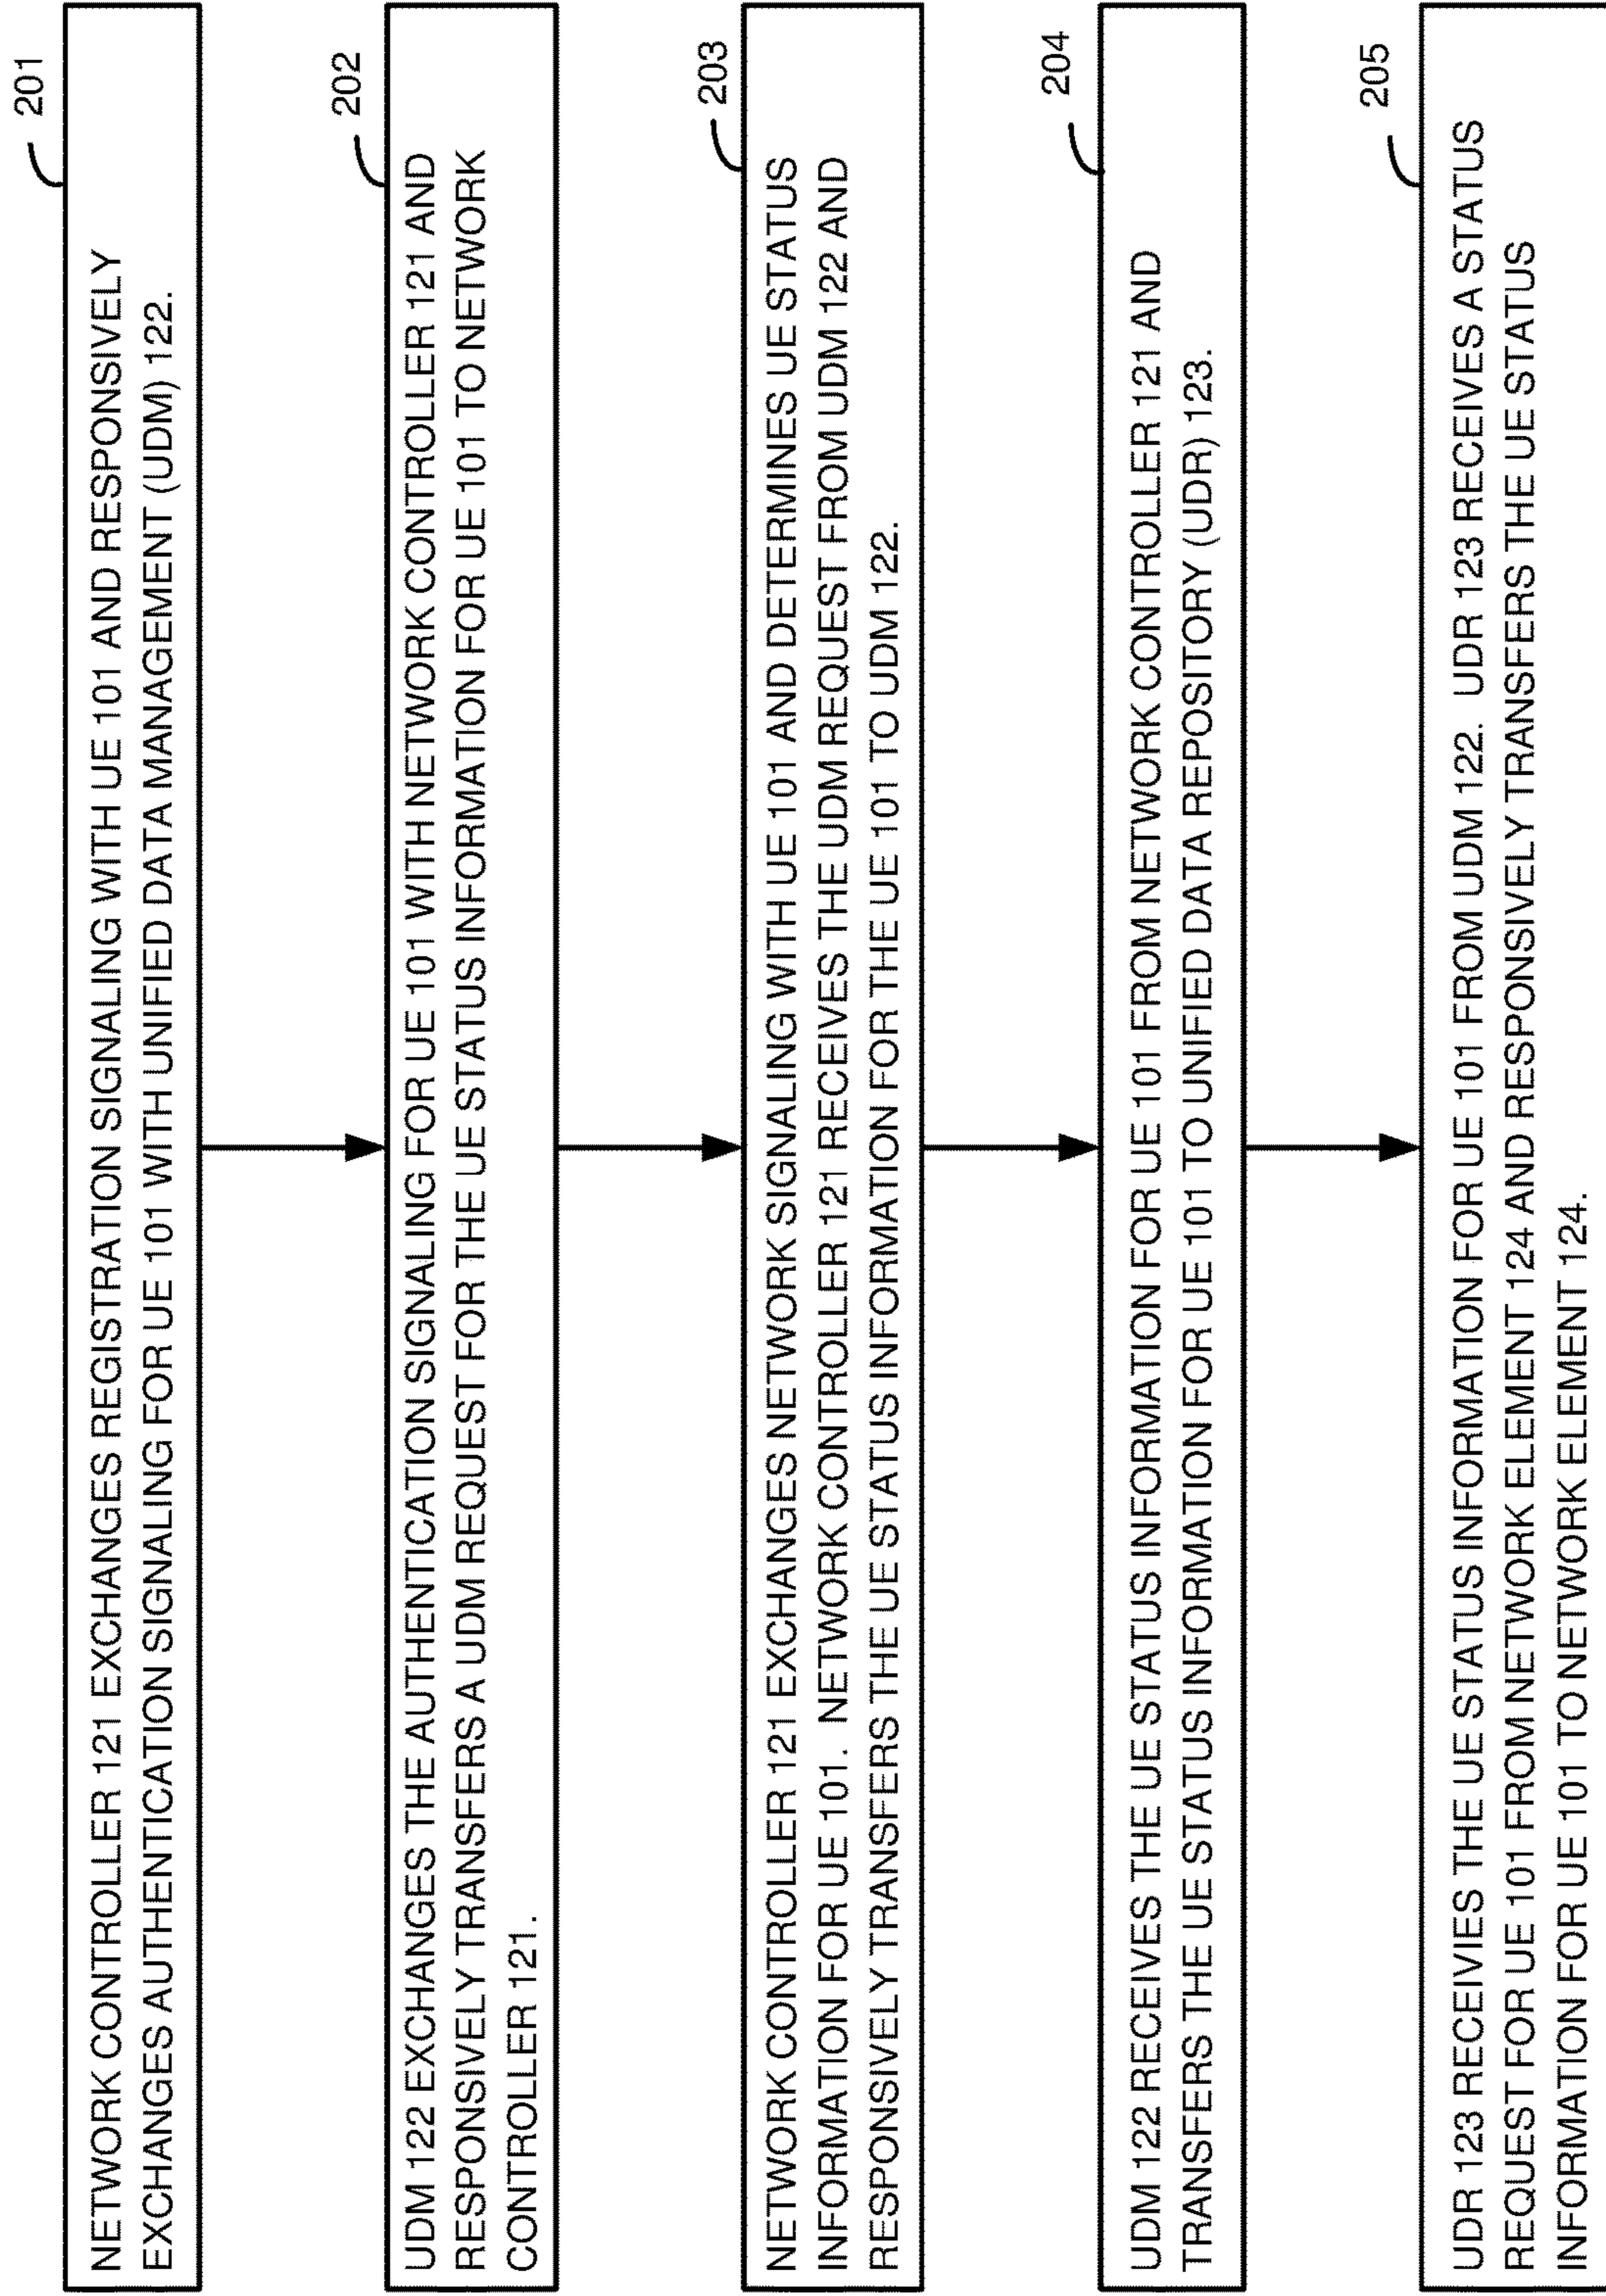 201
NETWORK CONTROLLER 121 EXCHANGES REGISTRATION SIGNALING WITH UE 101 AND RESPONSIVELY
EXCHANGES AUTHENTICATION SIGNALING FOR UE 101 WITH UNIFIED DATA MANAGEMENT (UDM) 122.
202
UDM 122 EXCHANGES THE AUTHENTICATION SIGNALING FOR UE 101 WITH NETWORK CONTROLLER 121 AND
RESPONSIVELY TRANSFERS A UDM REQUEST FOR THE UE STATUS INFORMATION FOR UE 101 TO NETWORK
CONTROLLER 121.
203
NETWORK CONTROLLER 121 EXCHANGES NETWORK SIGNALING WITH UE 101 AND DETERMINES UE STATUS
INFORMATION FOR UE 101. NETWORK CONTROLLER 121 RECEIVES THE UDM REQUEST FROM UDM 122 AND
RESPONSIVELY TRANSFERS THE UE STATUS INFORMATION FOR THE UE 101 TO UDM 122.
204
UDM 122 RECEIVES THE UE STATUS INFORMATION FOR UE 101 FROM NETWORK CONTROLLER 121 AND
TRANSFERS THE UE STATUS INFORMATION FOR UE 101 TO UNIFIED DATA REPOSITORY (UDR) 123.
205
UDR 123 RECEIVIES THE UE STATUS INFORMATION FOR UE 101 FROM UDM 122. UDR 123 RECEIVES A STATUS
REQUEST FOR UE 101 FROM NETWORK ELEMENT 124 AND RESPONSIVELY TRANSFERS THE UE STATUS
INFORMATION FOR UE 101 TO NETWORK ELEMENT 124.